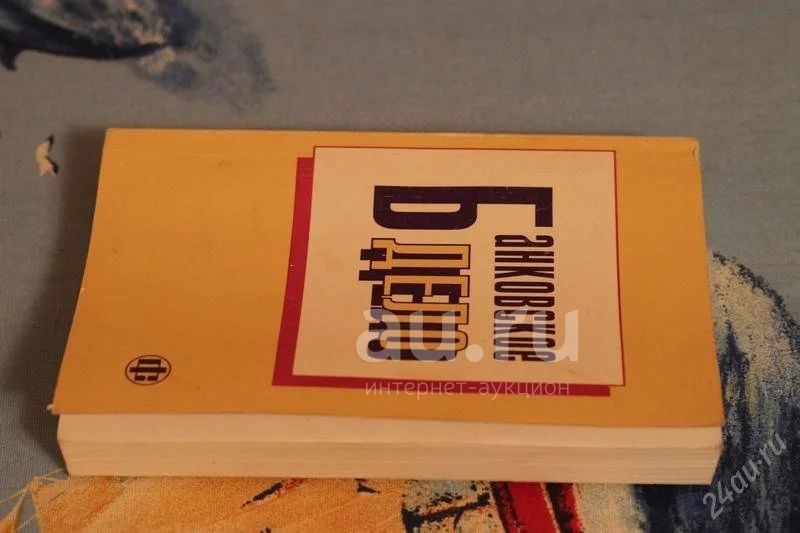 Банковское
дело
au.ru
интернет-аукцион
24au.ru